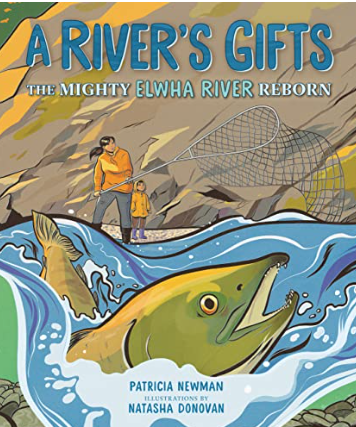 A RIVER'S GIFTS
THE MIGHTY ELWHA RIVER REBORN
PATRICIA NEWMAN
ILLUSTRATIONS BY
NATASHA DONOVAN